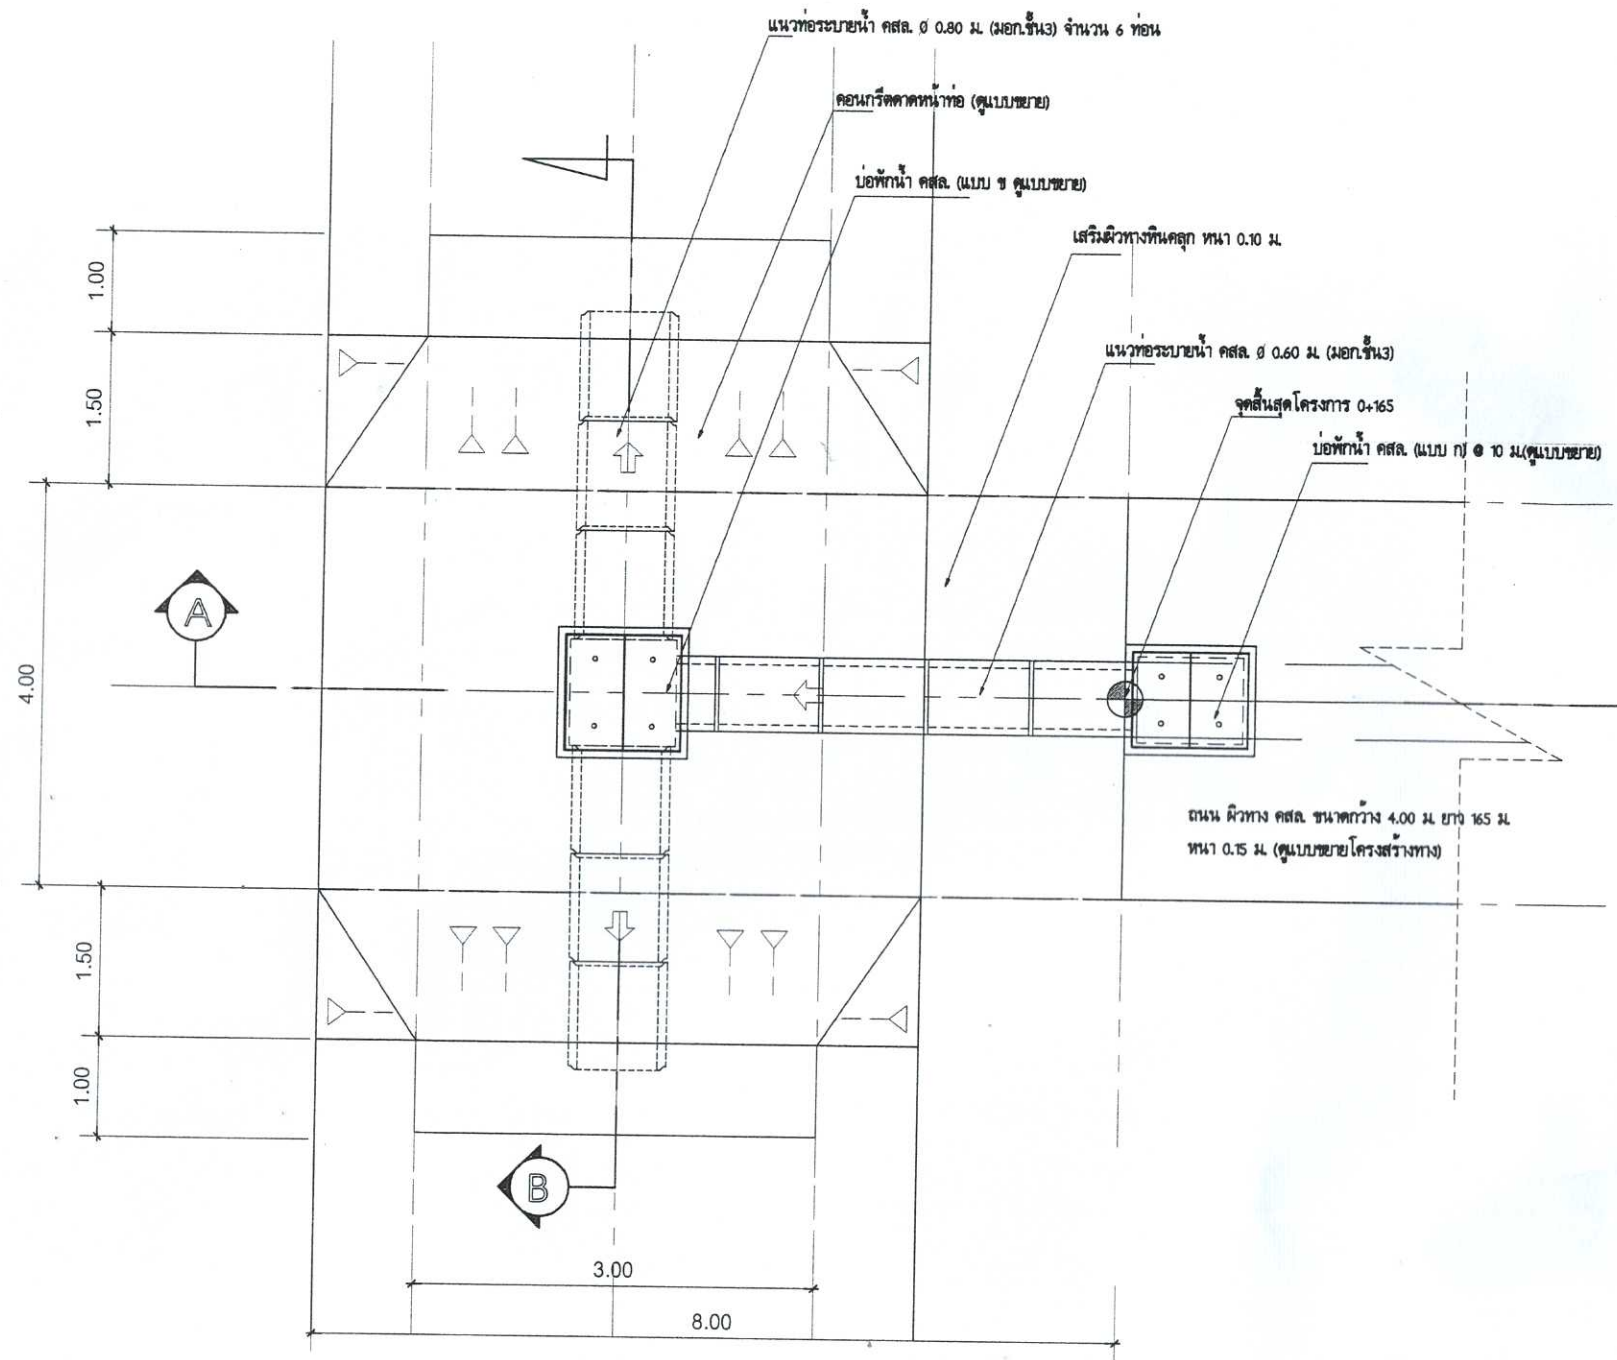 แนวท่อระบายน้ำ คสล. Ø 0.80 ม. (มอก.ชั้น3) จำนวน 6 ท่อน
คอนกรีตดาดหน้าท่อ (ดูแบบขยาย)
บ่อพักน้ำ คสล. (แบบ ข ดูแบบขยาย)
เสริมผิวทางหินคลุก หนา 0.10 ม.
แนวท่อระบายน้ำ คสล. Ø 0.60 ม. (มอก.ชั้น3)
จุดสิ้นสุดโครงการ 0+165
บ่อพักน้ำ คสล. (แบบ ก) @ 10 ม.(ดูแบบขยาย)
1.00
1.50
4.00
A
ถนน ผิวทาง คสล. ขนาดกว้าง 4.00 ม. ยาว 165 ม.
หนา 0.15 ม. (ดูแบบขยายโครงสร้างทาง)
1.50
1.00
B
3.00
8.00